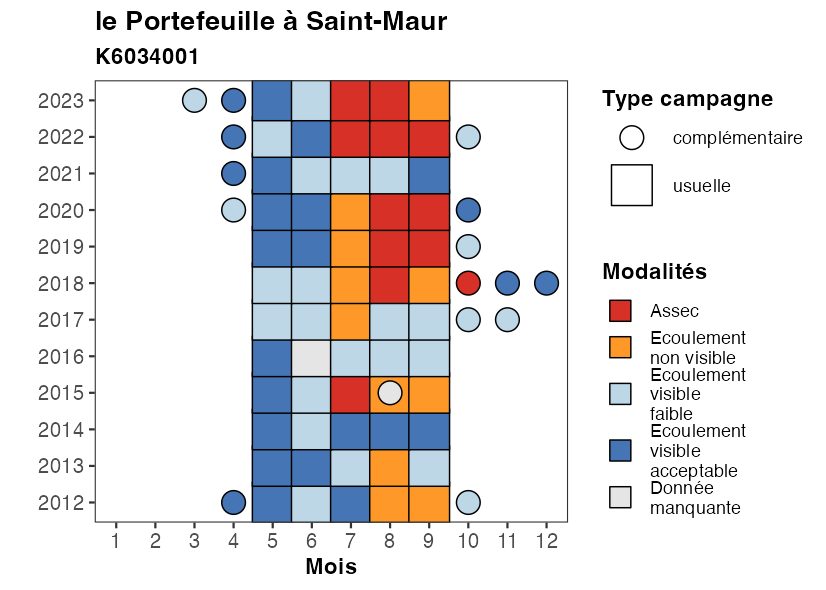 le Portefeuille à Saint-Maur
K6034001
2023
2022
2021
2020
2019
2018
2017
2016
2015
2014
2013
2012
1 2 3 4 5 6 7 8 9 10 11 12
Mois
Type campagne
complémentaire
usuelle
Modalités
Assec
Ecoulement
non visible
Ecoulement
visible
faible
Ecoulement
visible
acceptable
Donnée
manquante